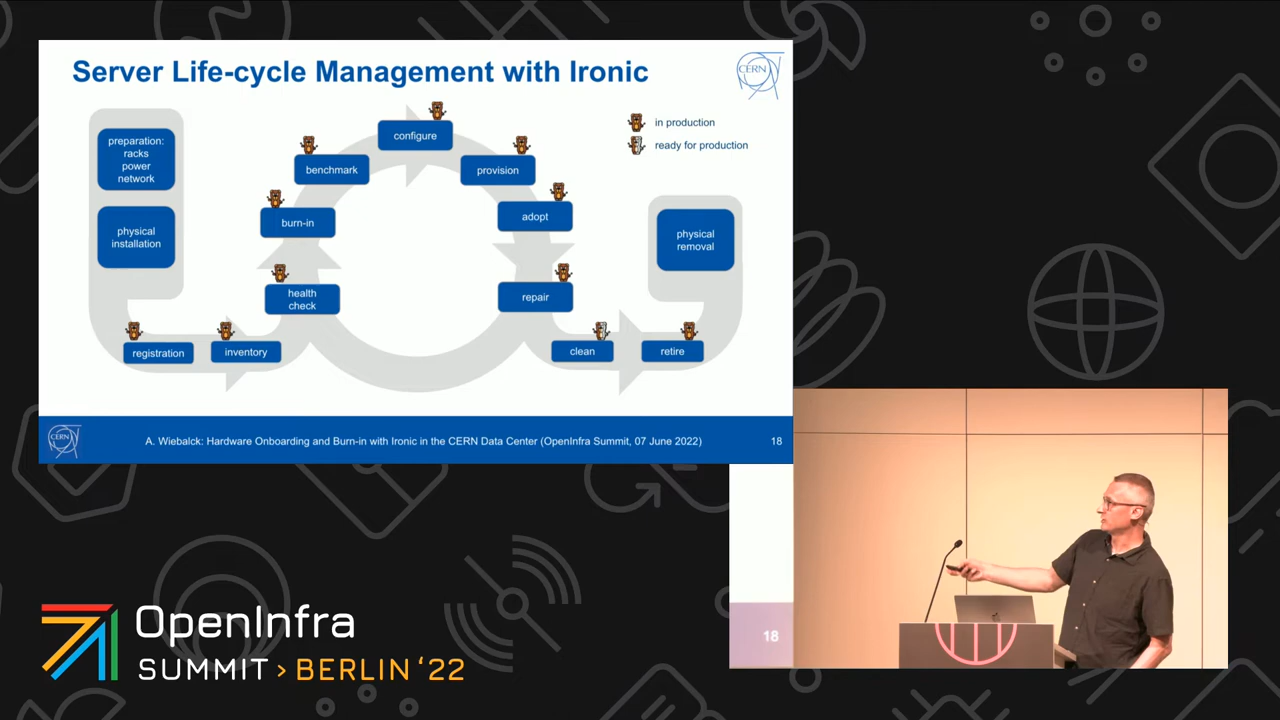 Server Life-cycle Management with Ironic
CERN
preparation:
racks
power
network
physical
installation
registration
inventory
health
check
burn-in
benchmark
configure
provision
adopt
repair
clean
retire
physical
removal
in production
ready for production
CERN
A. Wiebalck: Hardware Onboarding and Burn-in with Ironic in the CERN Data Center (OpenInfra Summit, 07 June 2022)
18
18
OpenInfra
SUMMIT › BERLIN ‘22